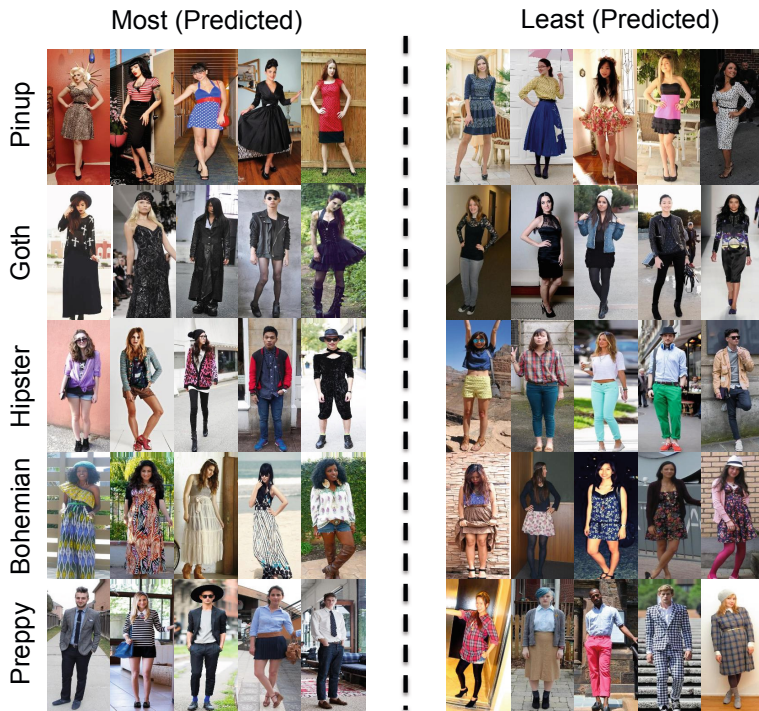 Most (Predicted)
Least (Predicted)
Pinup
Goth
Hipster
Bohemian
Preppy